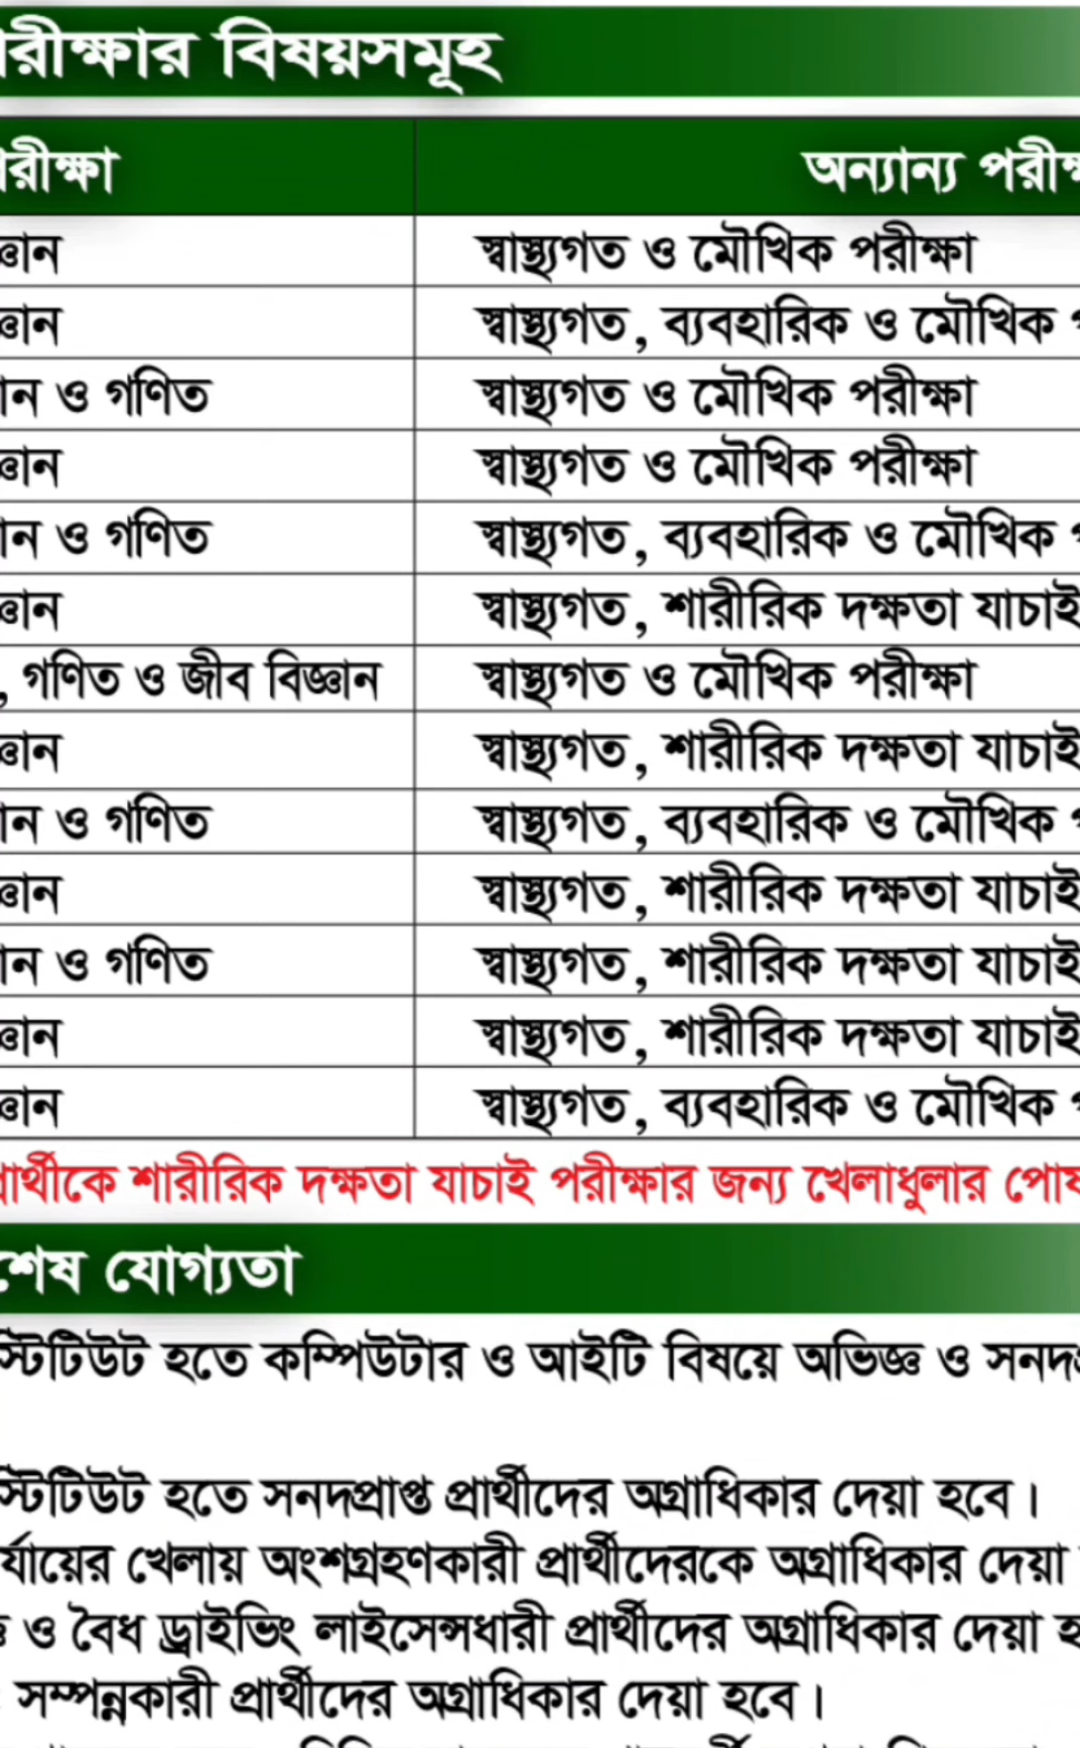 রীক্ষার বিষয়সমূহ
রীক্ষা অন্যান্য
জ্ঞান স্বাস্থ্যগত ও মৌখিক পরীক্ষা
জ্ঞান স্বাস্থ্যগত, ব্যবহারিক ও মৌখিক
ান ও গণিত স্বাস্থ্যগত ও মৌখিক পরীক্ষা
জ্ঞান স্বাস্থ্যগত ও মৌখিক পরীক্ষা
ান ও গণিত স্বাস্থ্যগত, ব্যবহারিক ও মৌখিক
জ্ঞান স্বাস্থ্যগত, শারীরিক দক্ষতা যাচাই
, গণিত ও জীব বিজ্ঞান স্বাস্থ্যগত ও মৌখিক পরীক্ষা
জ্ঞান স্বাস্থ্যগত, শারীরিক দক্ষতা যাচাই
ান ও গণিত স্বাস্থ্যগত, ব্যবহারিক ও মৌখিক
জ্ঞান স্বাস্থ্যগত, শারীরিক দক্ষতা যাচাই
ান ও গণিত স্বাস্থ্যগত, শারীরিক দক্ষতা যাচাই
জ্ঞান স্বাস্থ্যগত, শারীরিক দক্ষতা যাচাই
জ্ঞান স্বাস্থ্যগত, ব্যবহারিক ও মৌখিক
প্রার্থীকে শারীরিক দক্ষতা যাচাই পরীক্ষার জন্য খেলাধুলার
শেষ যোগ্যতা
স্টিটিউট হতে কম্পিউটার ও আইটি বিষয়ে অভিজ্ঞ ও
স্টিটিউট হতে সনদপ্রাপ্ত প্রার্থীদের অগ্রাধিকার দেয়া হবে।
র্যায়ের খেলায় অংশগ্রহণকারী প্রার্থীদেরকে অগ্রাধিকার দেয়া
ও বৈধ ড্রাইভিং লাইসেন্সধারী প্রার্থীদের অগ্রাধিকার দেয়া
সম্পন্নকারী প্রার্থীদের অগ্রাধিকার দেয়া হবে।